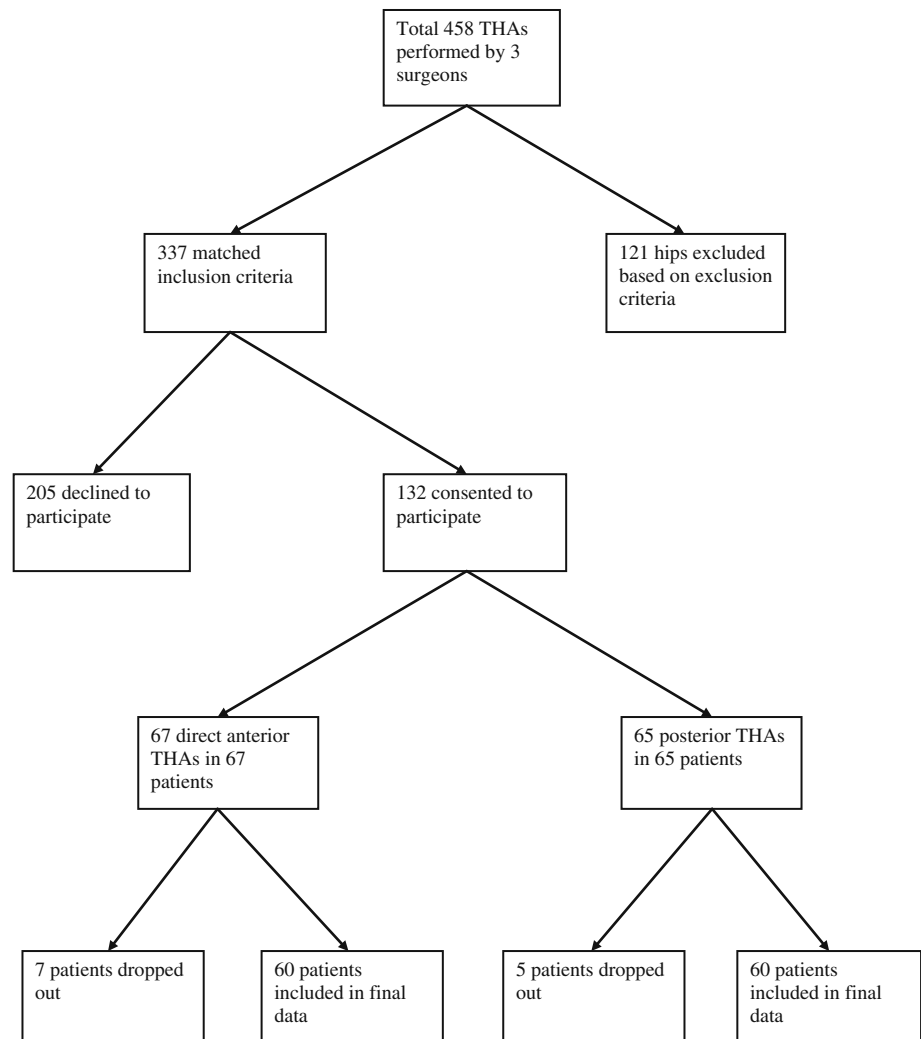 Total 458 THAs
performed by 3
surgeons
337 matched
inclusion criteria
121 hips excluded
based on exclusion
criteria
205 declined to
participate
132 consented to
participate
67 direct anterior
THAs in 67
patients
65 posterior THAs
in 65 patients
7 patients dropped
out
60 patients
included in final
data
5 patients dropped
out
60 patients
included in final
data